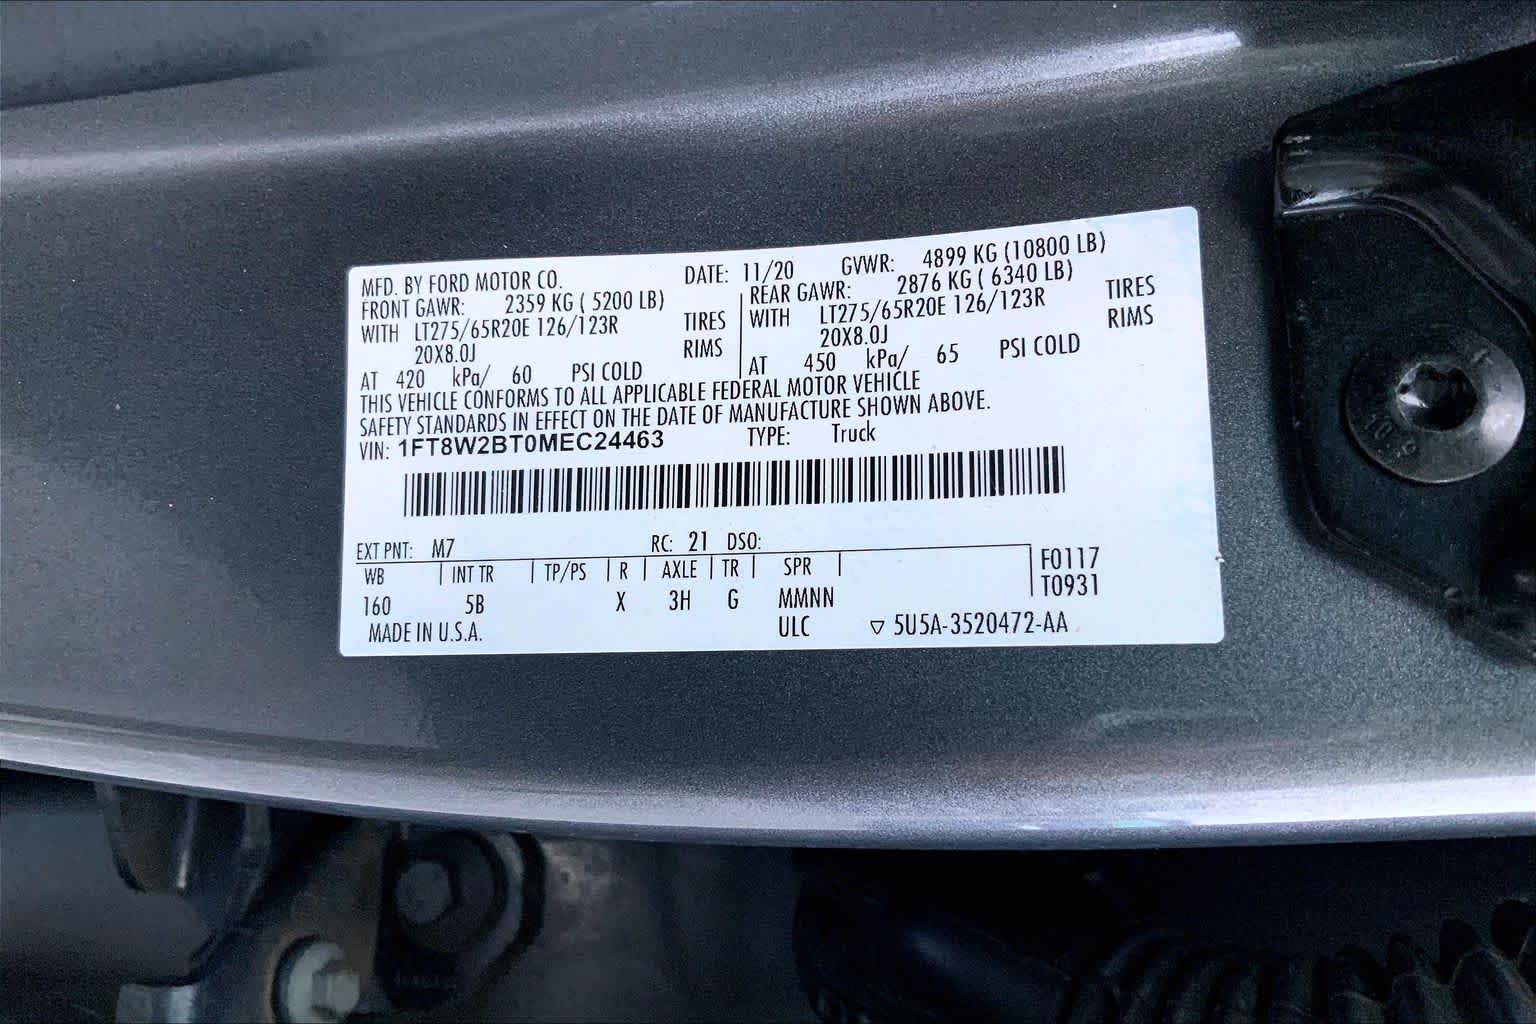 MFD. BY FORD MOTOR CO. DATE: 11/20 GVWR: 4899 KG (10800 LB)
FRONT GAWR: 2359 KG ( 5200 LB) REAR GAWR: 2876 KG ( 6340 LB)
WITH LT275/65R20E 126/123R TIRES WITH LT275/65R20E 126/123R TIRES
20X8.0J RIMS 20X8.0J RIMS
AT 420 kPa/ 60 PSI COLD AT 450 kPa/ 65 PSI COLD
THIS VEHICLE CONFORMS TO ALL APPLICABLE FEDERAL MOTOR VEHICLE
SAFETY STANDARDS IN EFFECT ON THE DATE OF MANUFACTURE SHOWN ABOVE.
VIN: 1FT8W2BT0MEC24463 TYPE: Truck
EXT PNT: M7 RC: 21 DSO:
WB INT TR TP/PS R AXLE TR SPR F0117
160 5B X 3H G MMNN T0931
MADE IN U.S.A. ULC ▽ 5U5A-3520472-AA
10.9